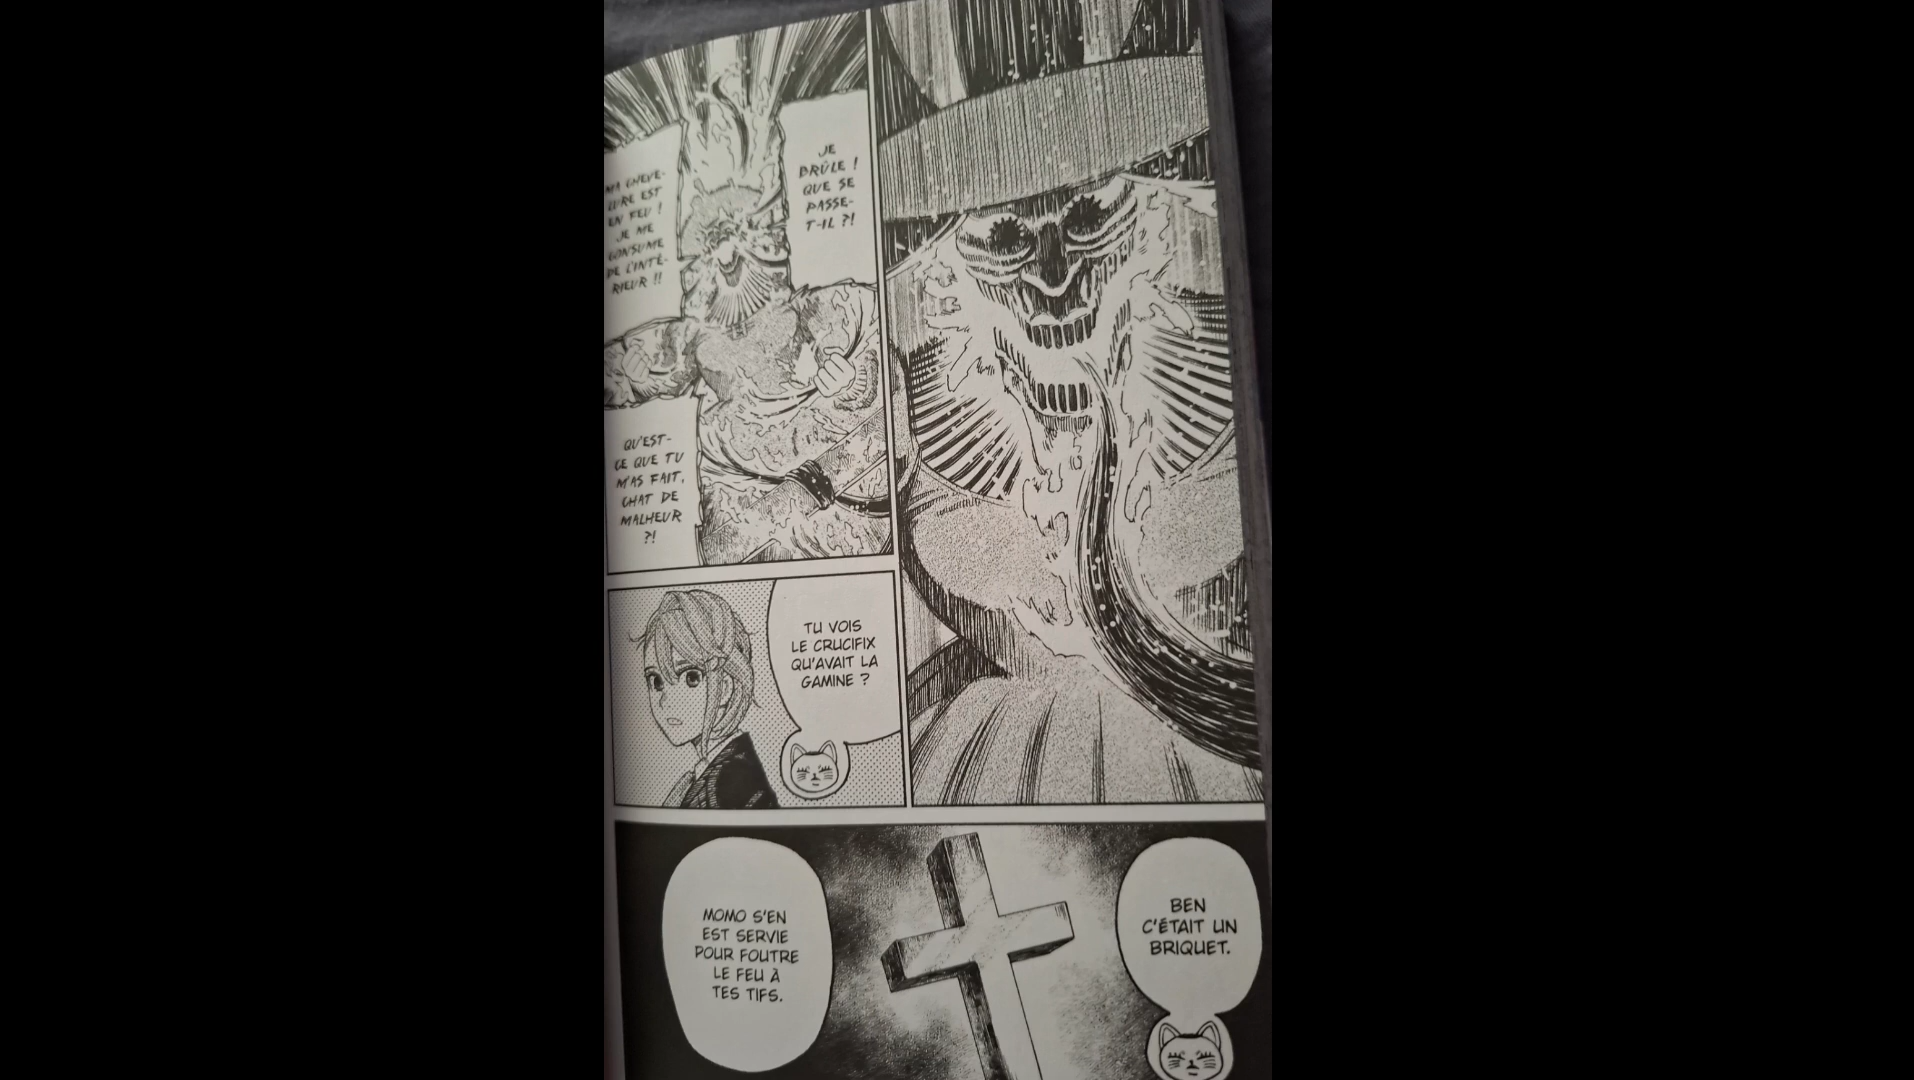 JE
BRÛLE !
QUE SE
PASSE-
T-IL ?!
MA CHEVE-
LURE EST
EN FEU !
JE ME
CONSUME
DE L'INTÉ-
RIEUR !!
QU'EST-
CE QUE TU
M'AS FAIT,
CHAT DE
MALHEUR
?!
TU VOIS
LE CRUCIFIX
QU'AVAIT LA
GAMINE ?
BEN
C'ÉTAIT UN
BRIQUET.
MOMO S'EN
EST SERVIE
POUR FOUTRE
LE FEU À
TES TIFS.